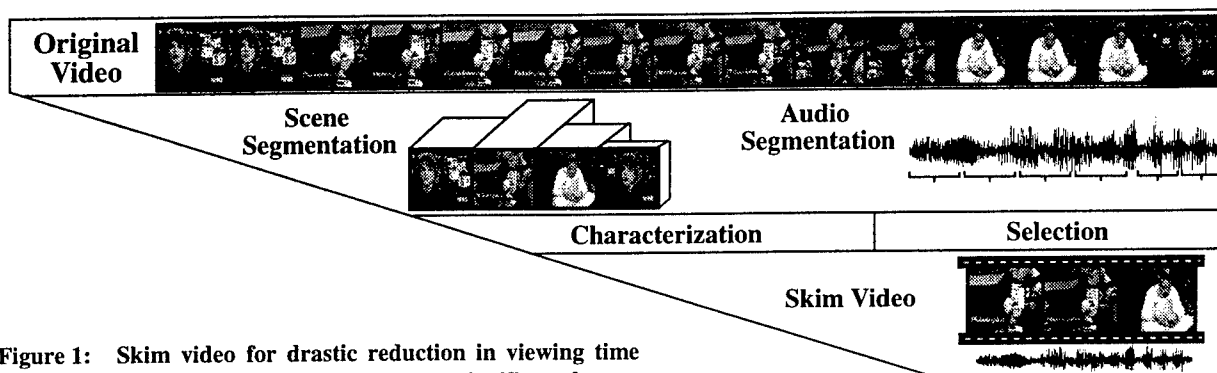 Original
Video
Scene
Segmentation
Audio
Segmentation
Characterization
Selection
Skim Video
Figure 1: Skim video for drastic reduction in viewing time